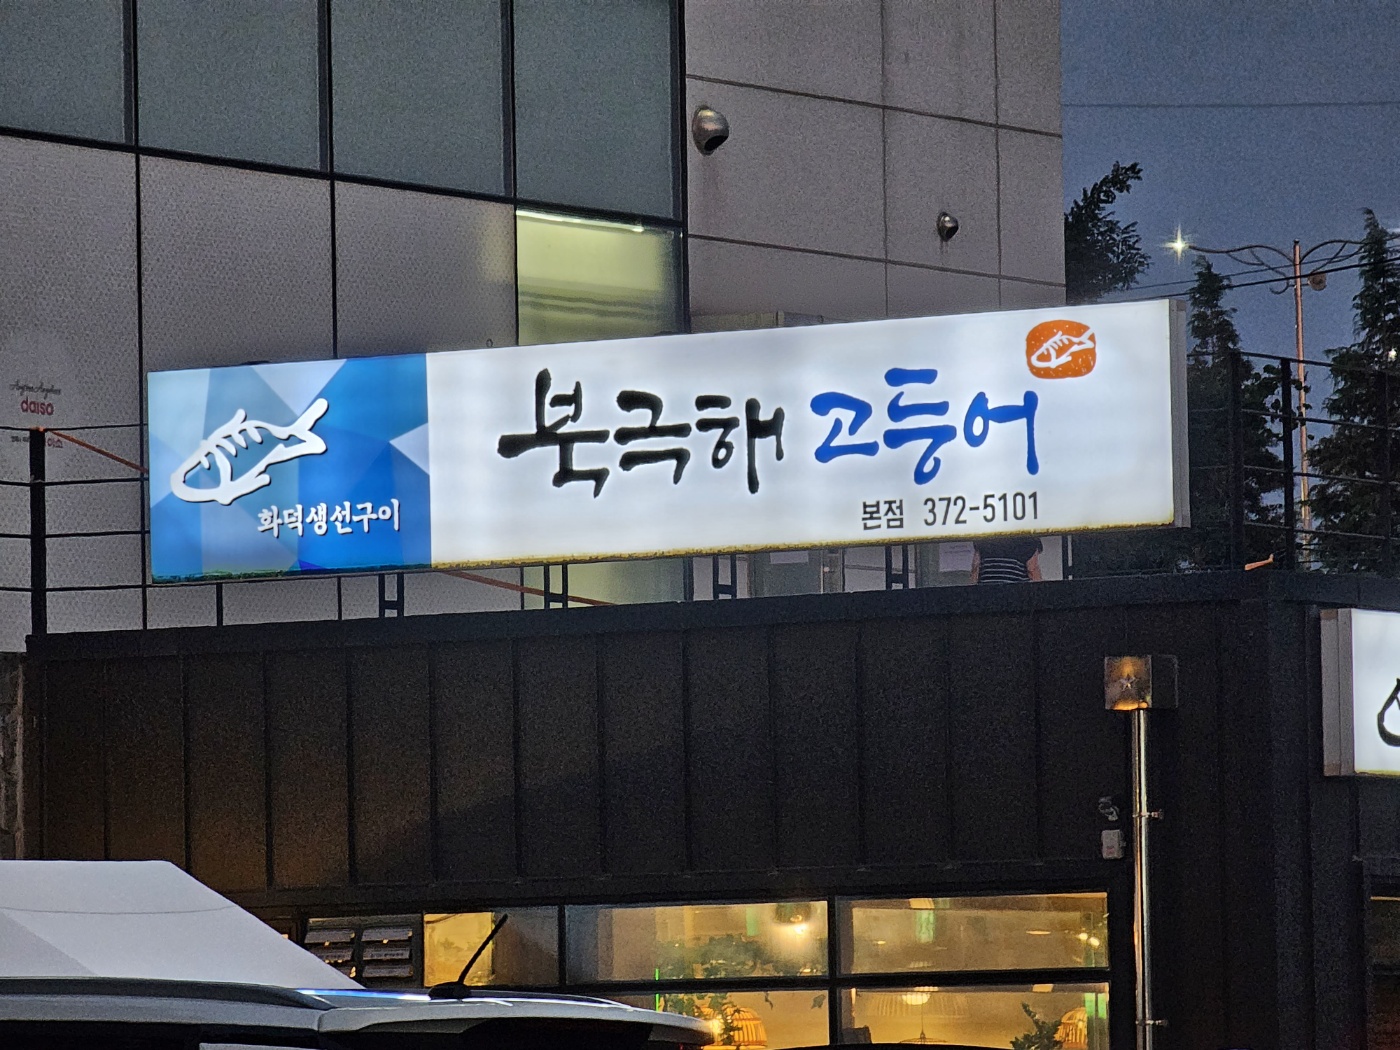 북극해 고등어
화덕생선구이
본점 372-5101
daiso